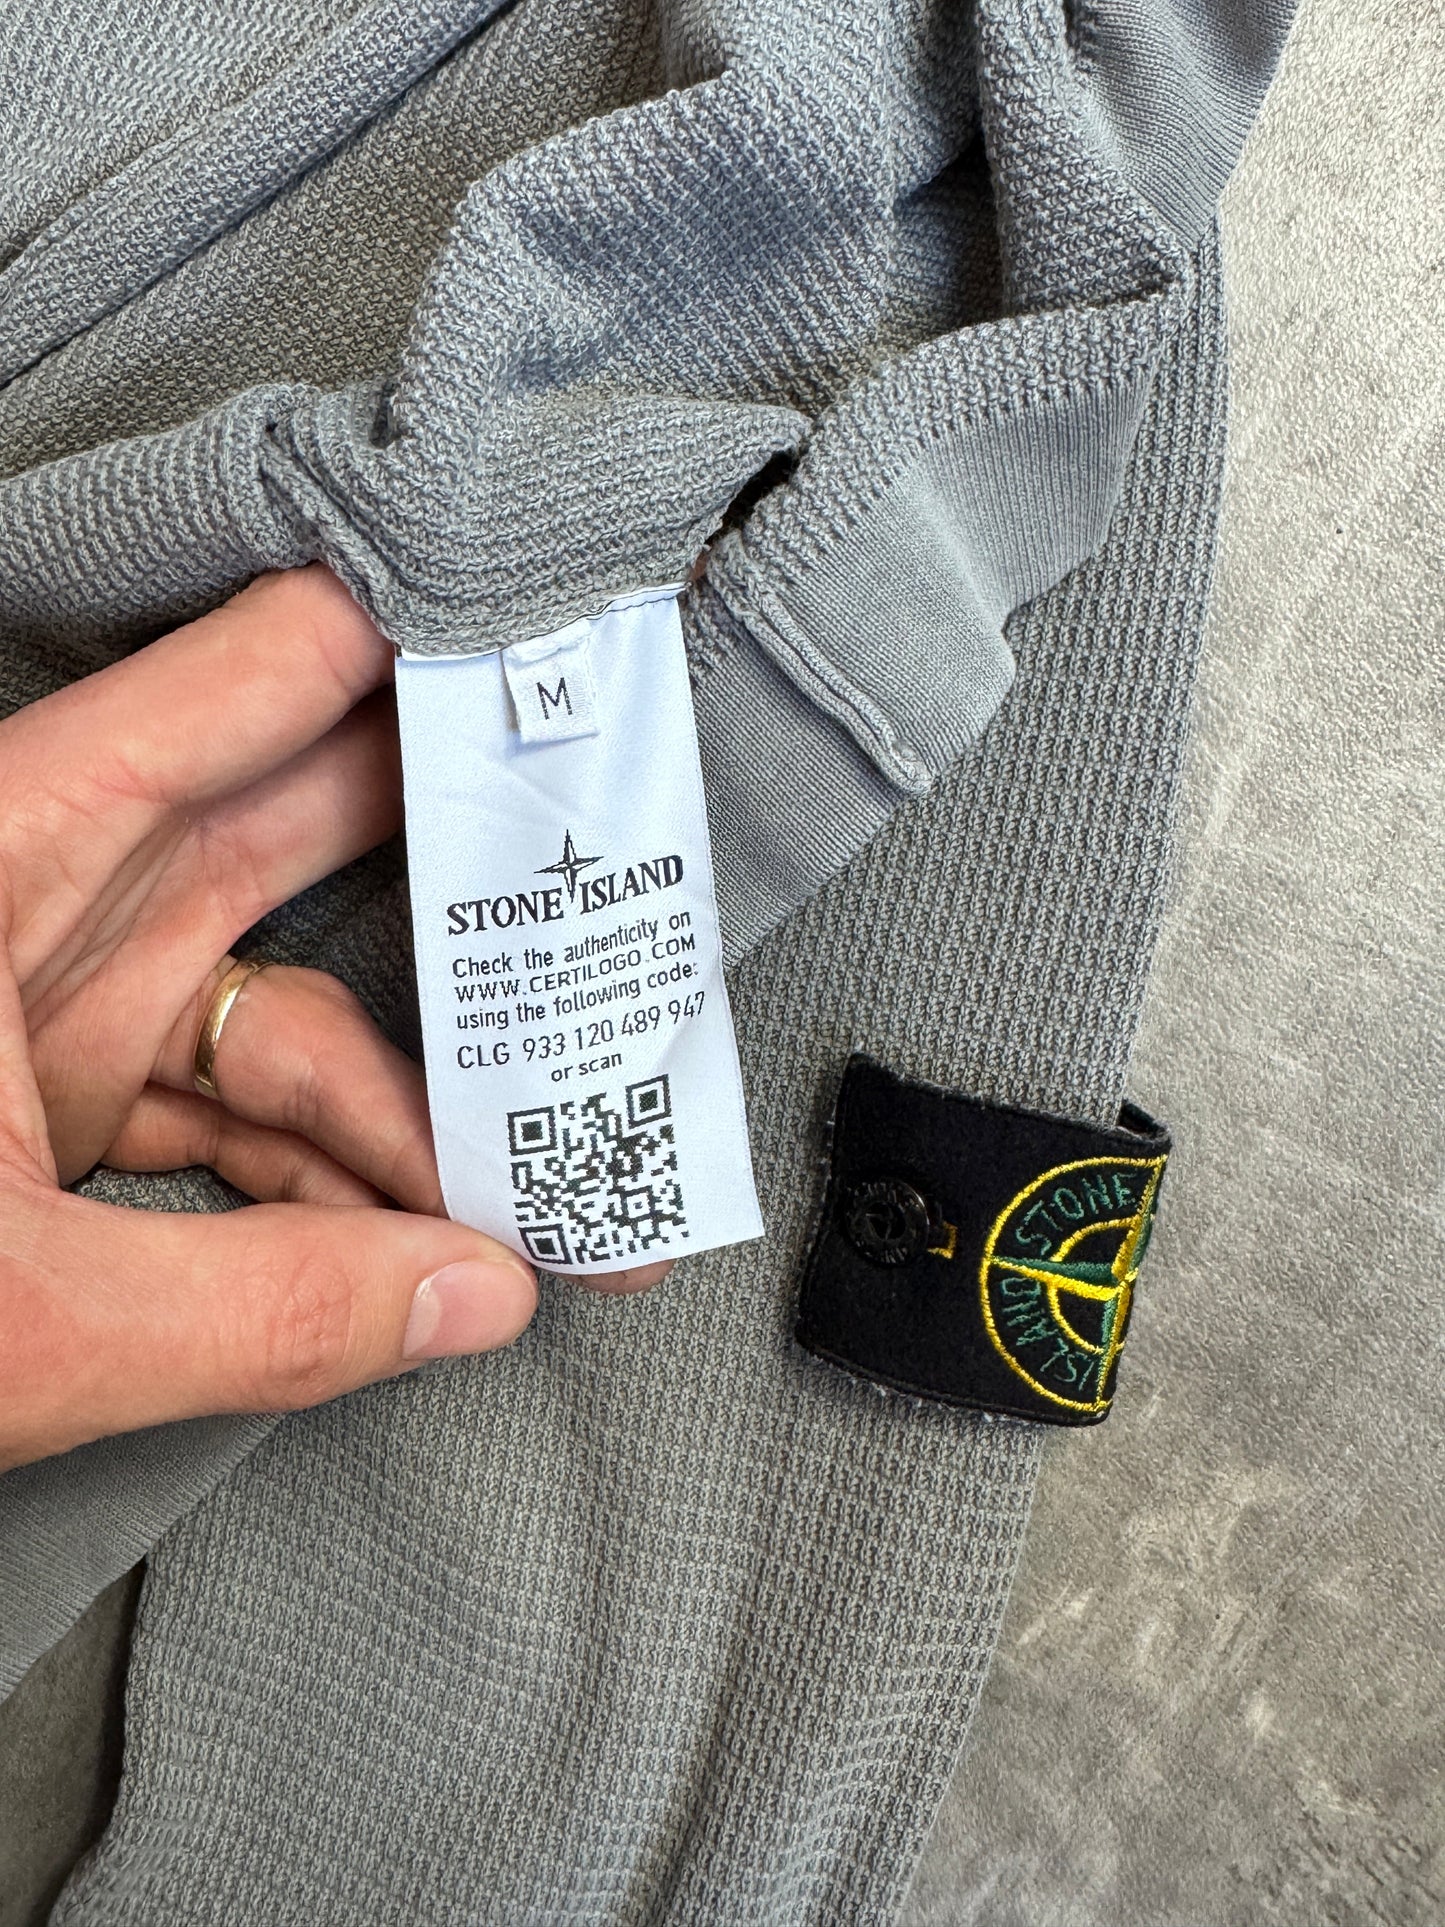 M
STONE ISLAND
Check the authenticity on
WWW.CERTILOGO.COM
using the following code:
CLG 933 120 489 947
or scan
STONE
ISLAND